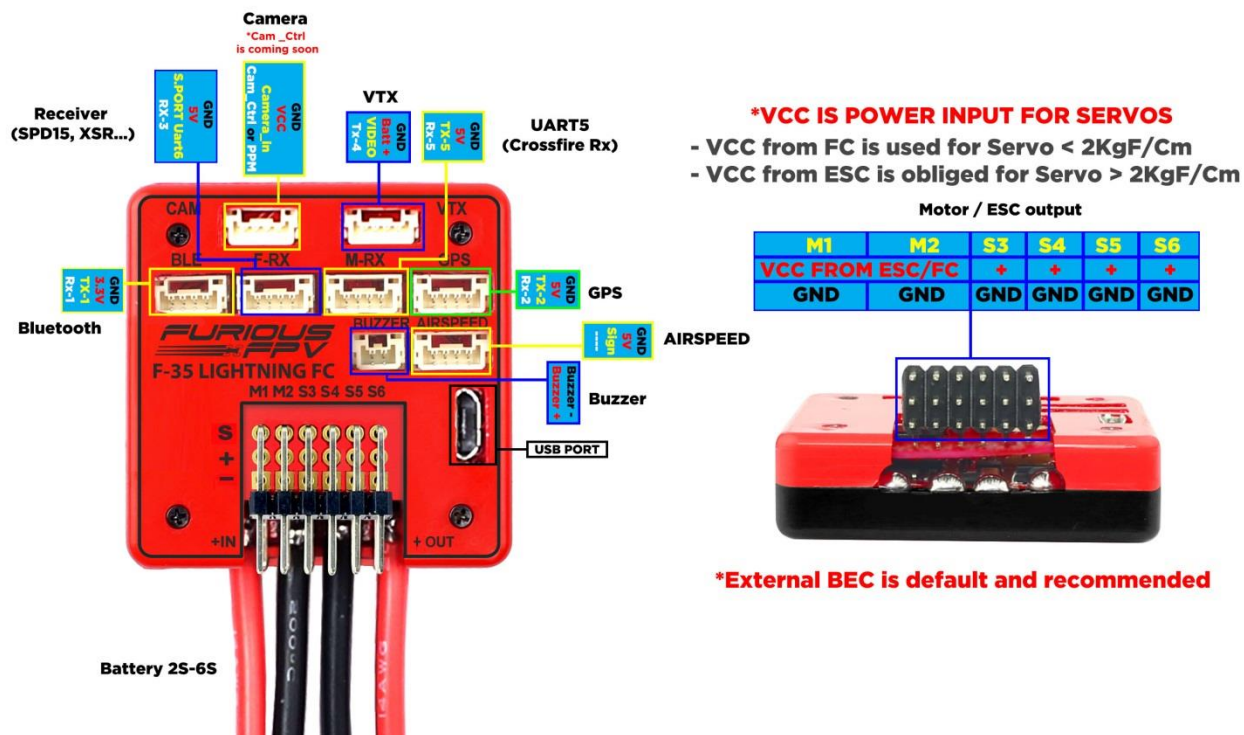 Camera
*Cam _Ctrl
is coming soon
GND
VCC
Camera_in
Cam_Ctrl or PPM
Receiver
(SPD15, XSR...)
GND
5V
S.PORT Uart6
RX-3
VTX
GND
Batt +
VIDEO
Tx-4
UART5
(Crossfire Rx)
GND
5V
TX-5
Rx-5
CAM
VTX
BLE
F-RX
M-RX
GPS
Bluetooth
GND
3.3V
TX-1
Rx-1
GND
5V
TX-2
Rx-2
GPS
BUZZER
AIRSPEED
GND
5V
Sign
----
AIRSPEED
Buzzer -
Buzzer +
Buzzer
FURIOUS
FPV
F-35 LIGHTNING FC
M1 M2 S3 S4 S5 S6
S
+
−
USB PORT
+IN
+ OUT
14AWG
Battery 2S-6S
*VCC IS POWER INPUT FOR SERVOS
- VCC from FC is used for Servo < 2KgF/Cm
- VCC from ESC is obliged for Servo > 2KgF/Cm
Motor / ESC output
M1 M2 S3 S4 S5 S6
VCC FROM ESC/FC + + + +
GND GND GND GND GND GND
*External BEC is default and recommended